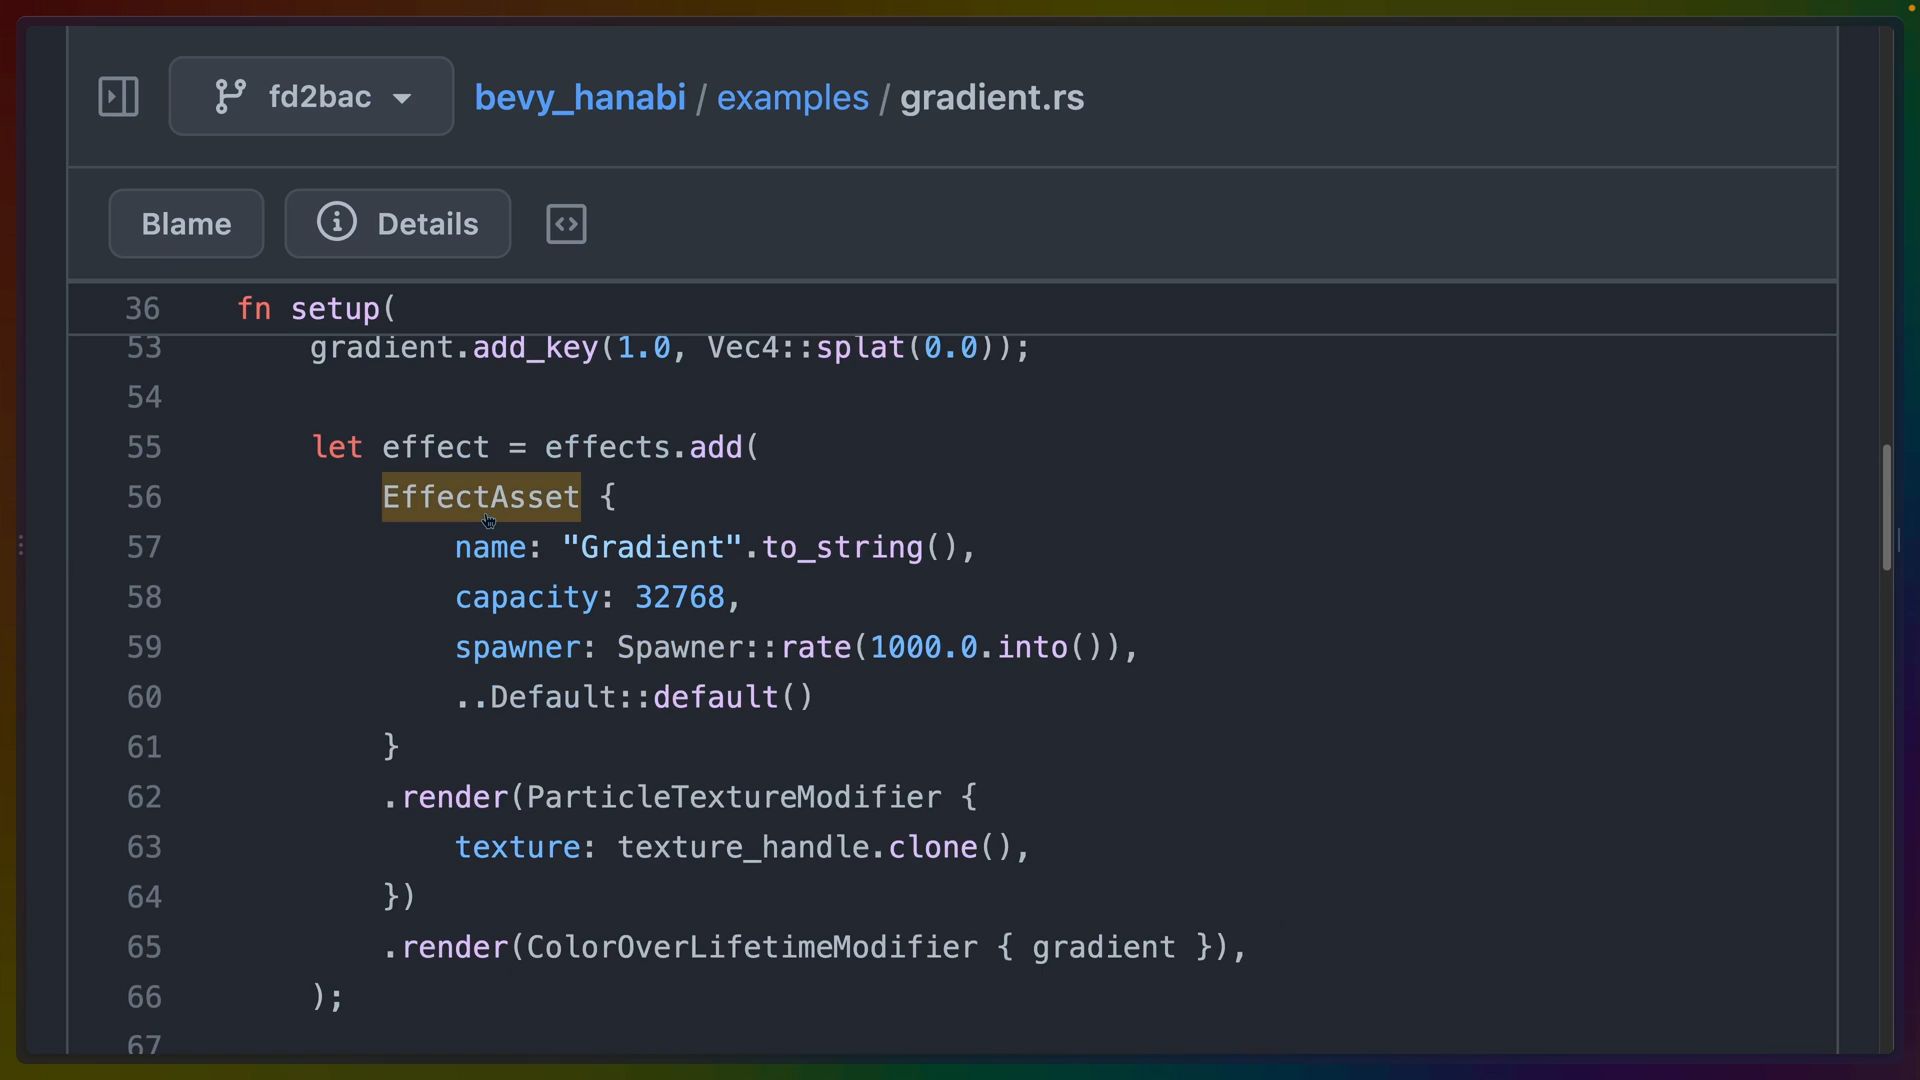 fd2bac bevy_hanabi / examples / gradient.rs
Blame Details
36 fn setup(
53 gradient.add_key(1.0, Vec4::splat(0.0));
54
55 let effect = effects.add(
56 EffectAsset {
57 name: "Gradient".to_string(),
58 capacity: 32768,
59 spawner: Spawner::rate(1000.0.into()),
60 ..Default::default()
61 }
62 .render(ParticleTextureModifier {
63 texture: texture_handle.clone(),
64 })
65 .render(ColorOverLifetimeModifier { gradient }),
66 );
67